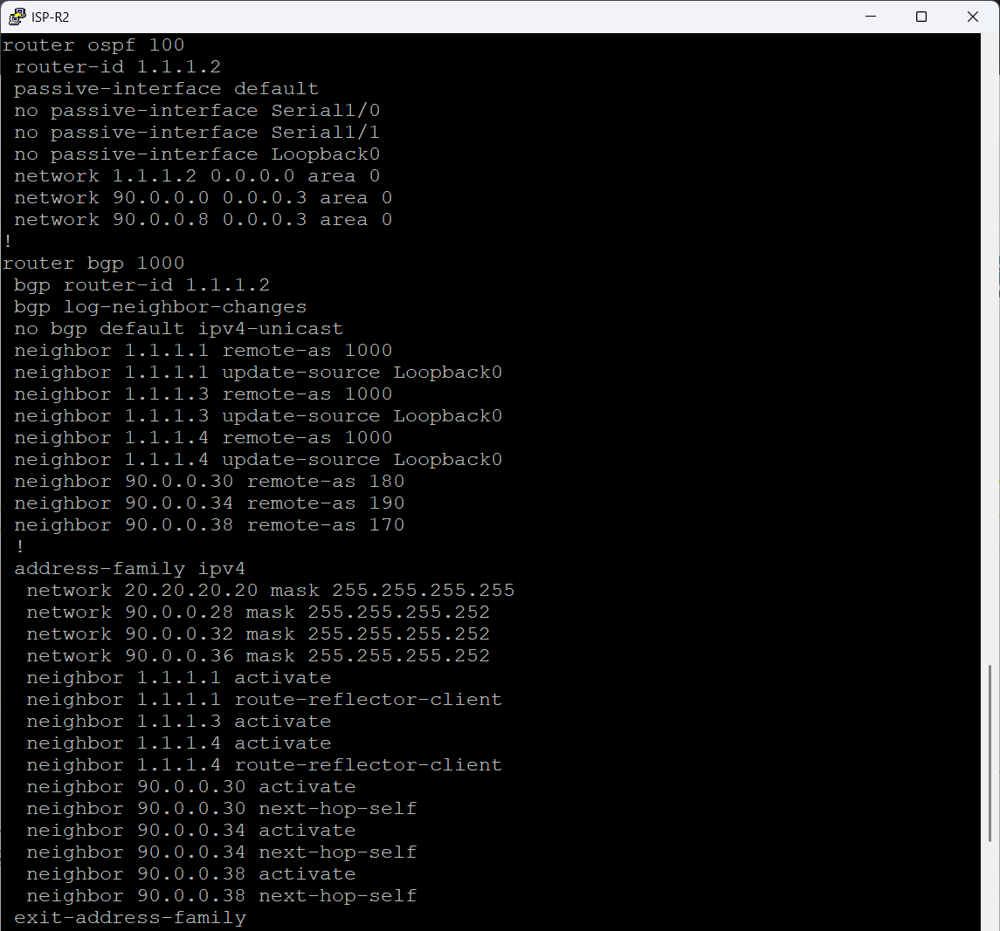 ISP-R2
router ospf 100
 router-id 1.1.1.2
 passive-interface default
 no passive-interface Serial1/0
 no passive-interface Serial1/1
 no passive-interface Loopback0
 network 1.1.1.2 0.0.0.0 area 0
 network 90.0.0.0 0.0.0.3 area 0
 network 90.0.0.8 0.0.0.3 area 0
!
router bgp 1000
 bgp router-id 1.1.1.2
 bgp log-neighbor-changes
 no bgp default ipv4-unicast
 neighbor 1.1.1.1 remote-as 1000
 neighbor 1.1.1.1 update-source Loopback0
 neighbor 1.1.1.3 remote-as 1000
 neighbor 1.1.1.3 update-source Loopback0
 neighbor 1.1.1.4 remote-as 1000
 neighbor 1.1.1.4 update-source Loopback0
 neighbor 90.0.0.30 remote-as 180
 neighbor 90.0.0.34 remote-as 190
 neighbor 90.0.0.38 remote-as 170
 !
 address-family ipv4
  network 20.20.20.20 mask 255.255.255.255
  network 90.0.0.28 mask 255.255.255.252
  network 90.0.0.32 mask 255.255.255.252
  network 90.0.0.36 mask 255.255.255.252
  neighbor 1.1.1.1 activate
  neighbor 1.1.1.1 route-reflector-client
  neighbor 1.1.1.3 activate
  neighbor 1.1.1.4 activate
  neighbor 1.1.1.4 route-reflector-client
  neighbor 90.0.0.30 activate
  neighbor 90.0.0.30 next-hop-self
  neighbor 90.0.0.34 activate
  neighbor 90.0.0.34 next-hop-self
  neighbor 90.0.0.38 activate
  neighbor 90.0.0.38 next-hop-self
 exit-address-family